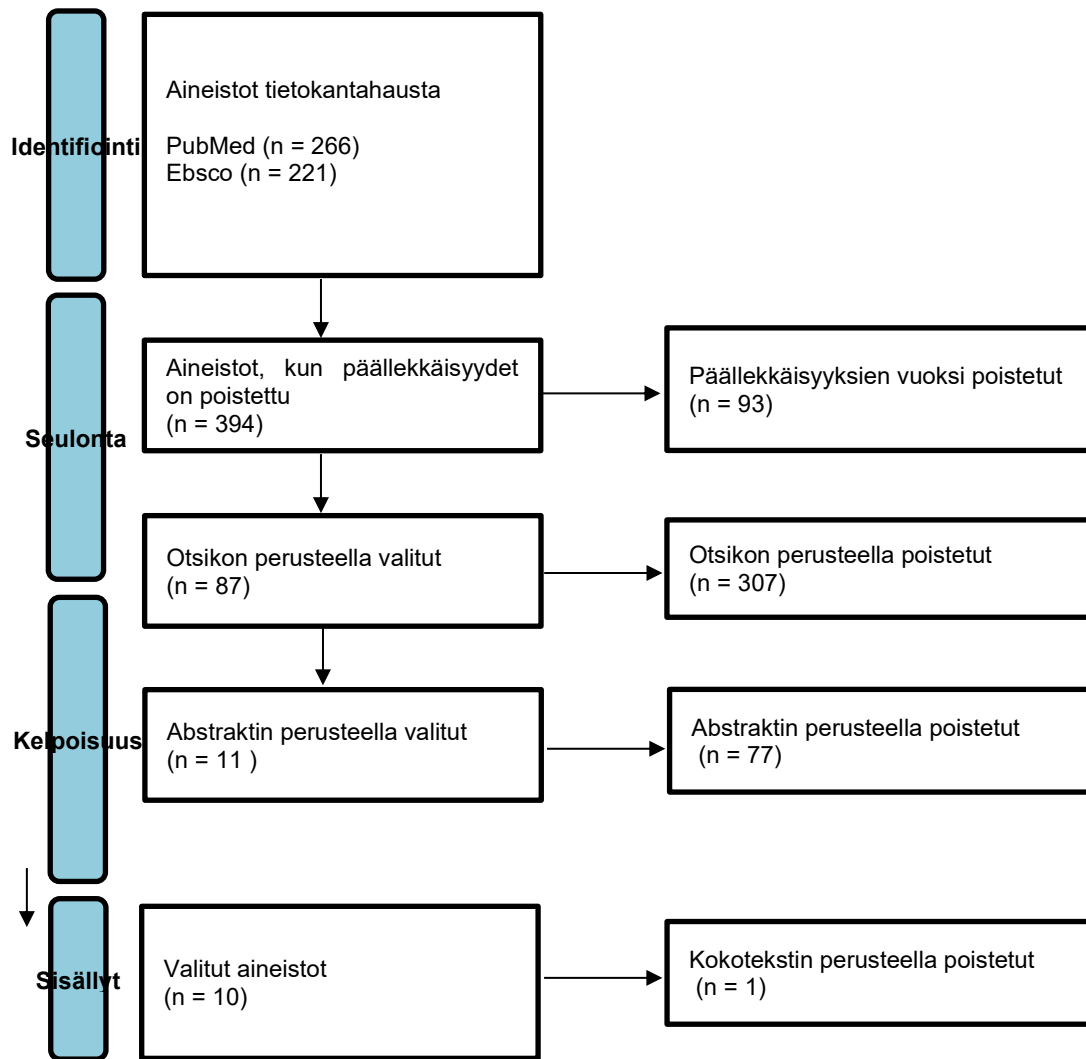 Identifiointi
Aineistot tietokantahausta
PubMed (n = 266)
Ebsco (n = 221)
Seulonta
Aineistot, kun päällekkäisyydet
on poistettu
(n = 394)
Päällekkäisyyksien vuoksi poistetut
(n = 93)
Otsikon perusteella valitut
(n = 87)
Otsikon perusteella poistetut
(n = 307)
Kelpoisuus
Abstraktin perusteella valitut
(n = 11 )
Abstraktin perusteella poistetut
(n = 77)
Sisällyt
Valitut aineistot
(n = 10)
Kokotekstin perusteella poistetut
(n = 1)